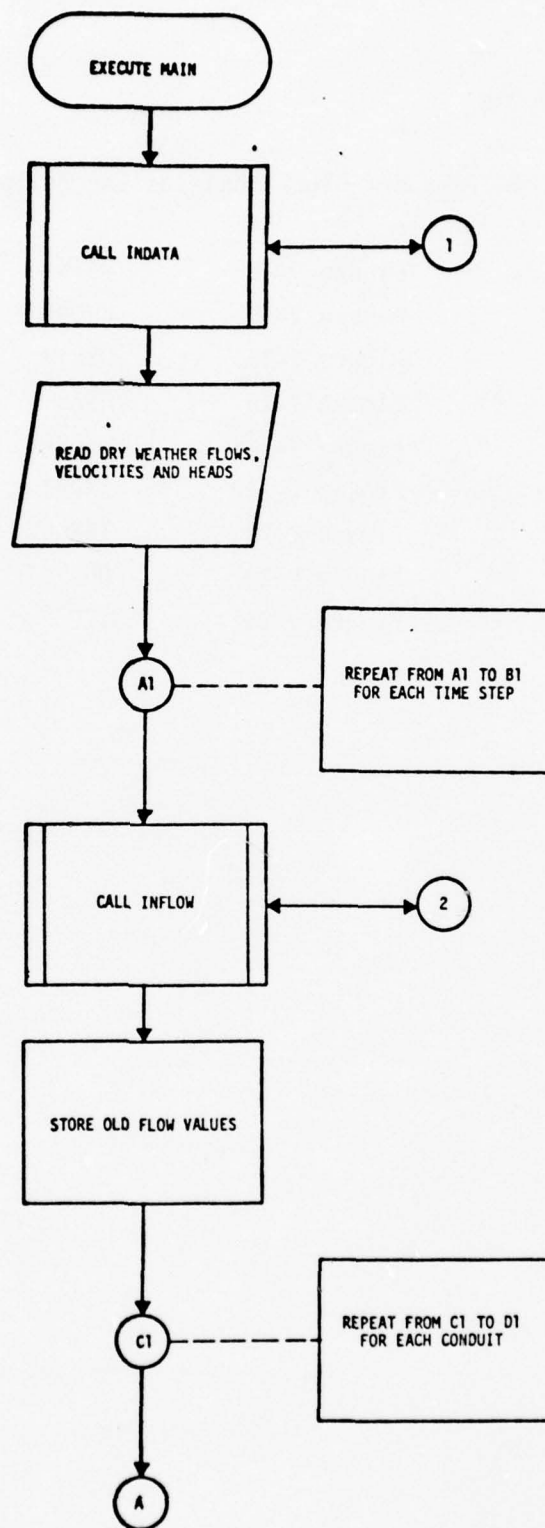 EXECUTE MAIN
CALL INDATA
1
READ DRY WEATHER FLOWS,
VELOCITIES AND HEADS
A1
REPEAT FROM A1 TO B1
FOR EACH TIME STEP
CALL INFLOW
2
STORE OLD FLOW VALUES
C1
REPEAT FROM C1 TO D1
FOR EACH CONDUIT
A